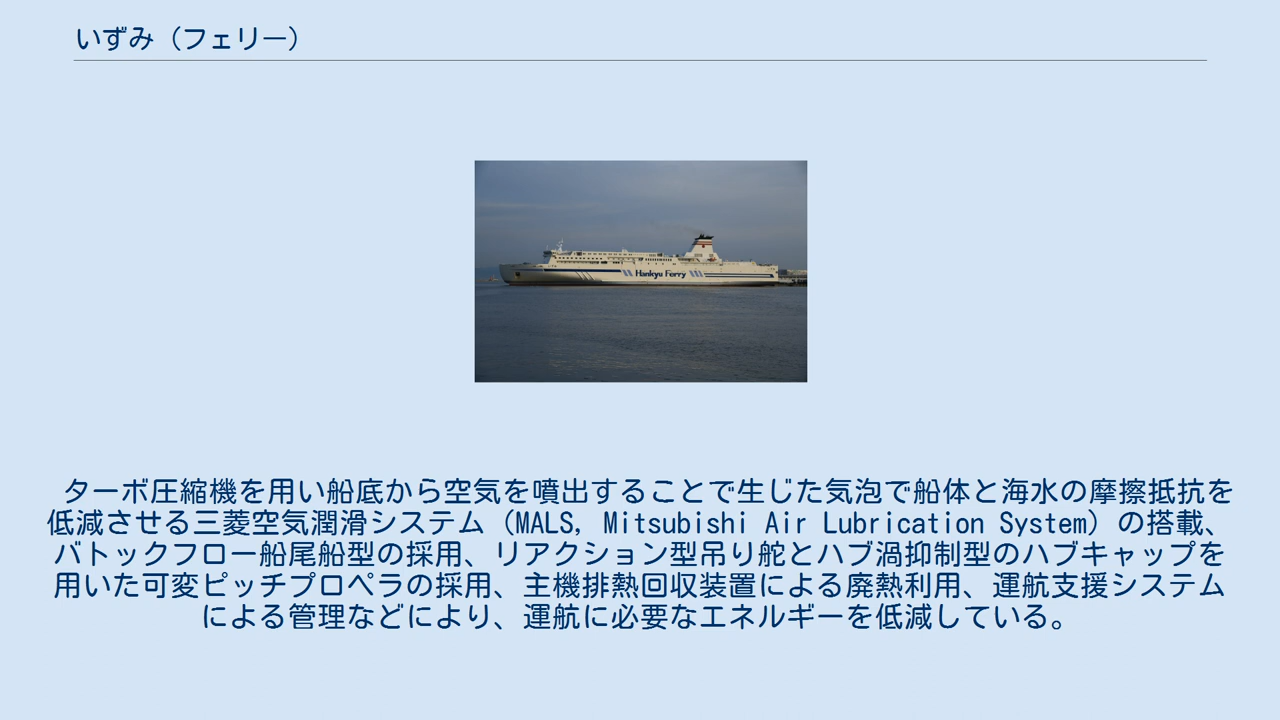 いずみ（フェリー）
Hankyu Ferry
ターボ圧縮機を用い船底から空気を噴出することで生じた気泡で船体と海水の摩擦抵抗を
低減させる三菱空気潤滑システム（MALS, Mitsubishi Air Lubrication System）の搭載、
バトックフロー船尾船型の採用、リアクション型吊り舵とハブ渦抑制型のハブキャップを
用いた可変ピッチプロペラの採用、主機排熱回収装置による廃熱利用、運航支援システム
による管理などにより、運航に必要なエネルギーを低減している。